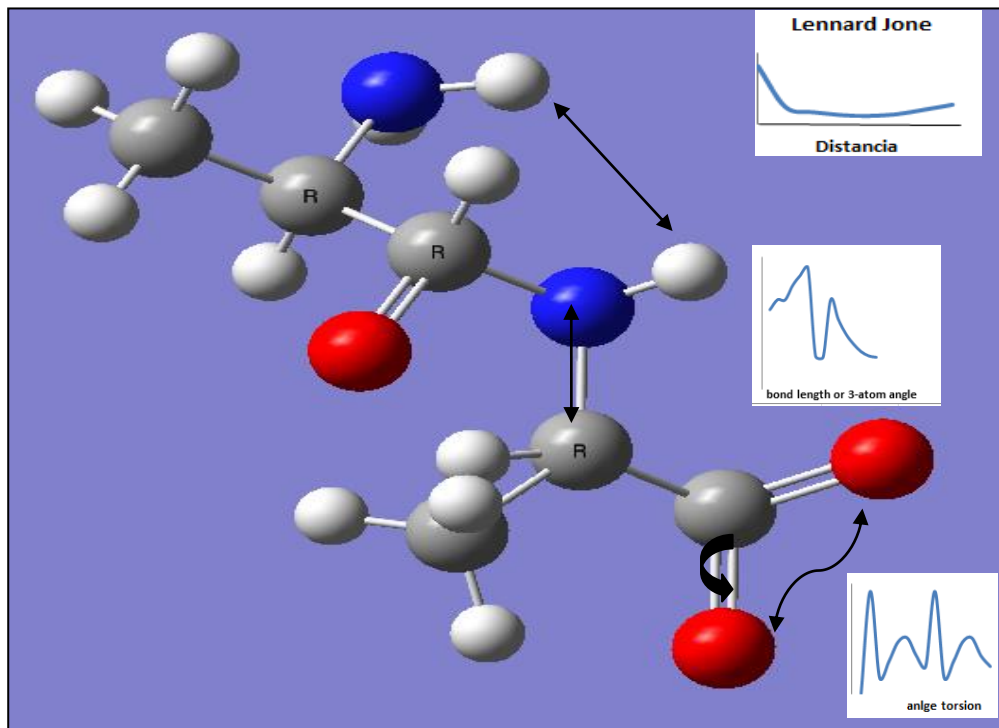 Lennard Jone
Distancia
R
R
R
bond length or 3-atom angle
anlge torsion